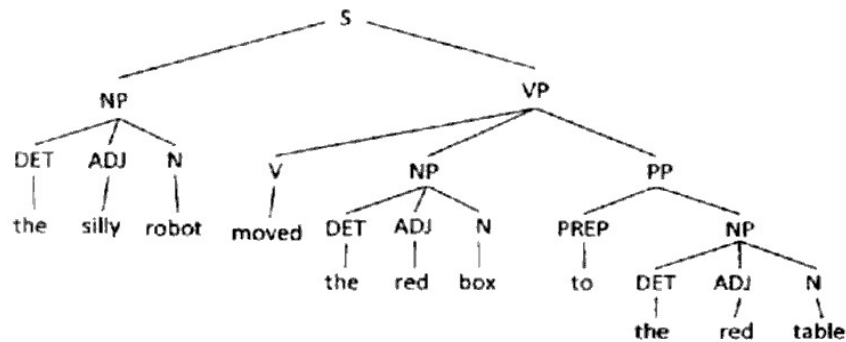 S
NP VP
DET ADJ N V NP PP
the silly robot moved DET ADJ N PREP NP
the red box to DET ADJ N
the red table